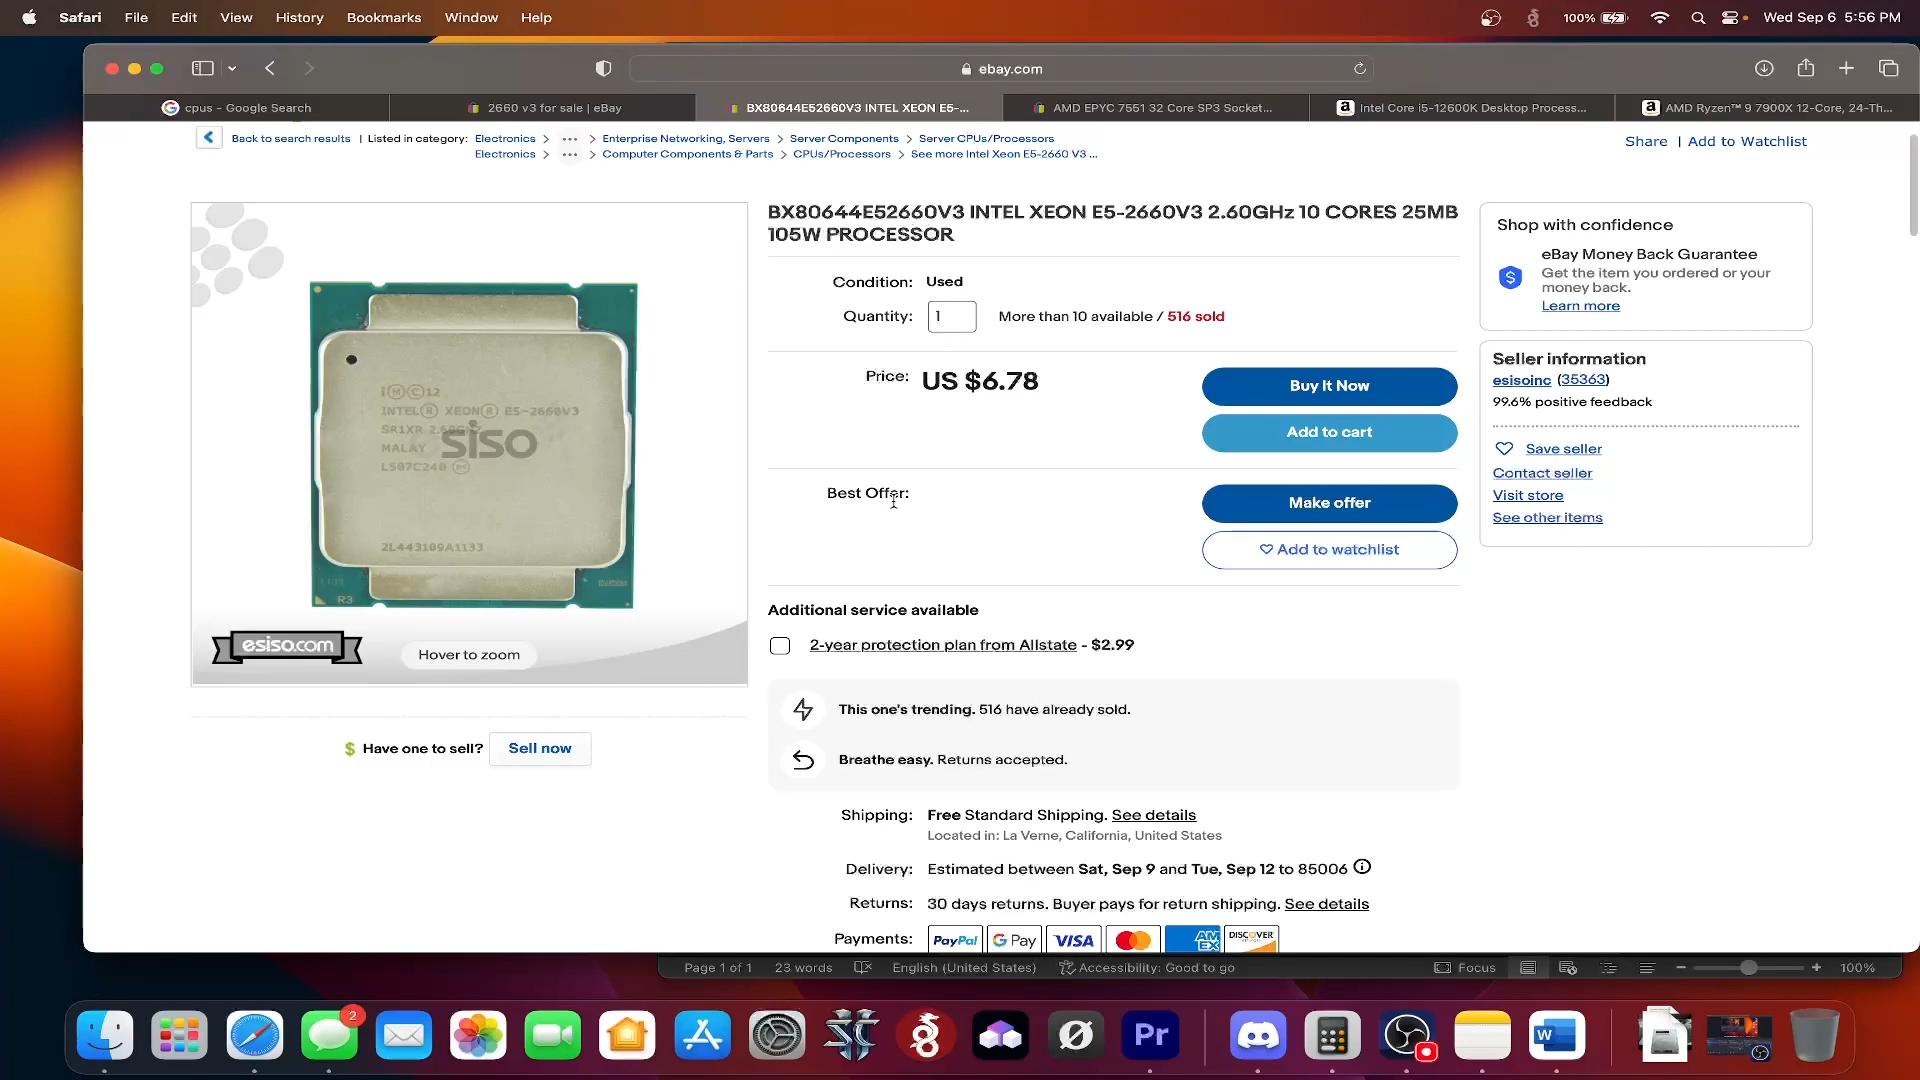 Safari File Edit View History Bookmarks Window Help 100% Wed Sep 6 5:56 PM
ebay.com
cpus - Google Search
2660 v3 for sale | eBay
BX80644E52660V3 INTEL XEON E5-...
AMD EPYC 7551 32 Core SP3 Socket...
Intel Core i5-12600K Desktop Process...
AMD Ryzen™ 9 7900X 12-Core, 24-Th...
Back to search results | Listed in category: Electronics > ... > Enterprise Networking, Servers > Server Components > Server CPUs/Processors
Electronics > ... > Computer Components & Parts > CPUs/Processors > See more Intel Xeon E5-2660 V3 ...
Share | Add to Watchlist
BX80644E52660V3 INTEL XEON E5-2660V3 2.60GHz 10 CORES 25MB
105W PROCESSOR
Condition: Used
Quantity: 1 More than 10 available / 516 sold
Price: US $6.78
Buy It Now
Add to cart
Best Offer:
Make offer
Add to watchlist
Additional service available
2-year protection plan from Allstate - $2.99
This one's trending. 516 have already sold.
Breathe easy. Returns accepted.
Shipping: Free Standard Shipping. See details
Located in: La Verne, California, United States
Delivery: Estimated between Sat, Sep 9 and Tue, Sep 12 to 85006
Returns: 30 days returns. Buyer pays for return shipping. See details
Payments: PayPal G Pay VISA AM EX DISCOVER
Shop with confidence
eBay Money Back Guarantee
Get the item you ordered or your
money back.
Learn more
Seller information
esisoinc (35363)
99.6% positive feedback
Save seller
Contact seller
Visit store
See other items
i Ⓜ Ⓒ 12
INTEL® XEON® E5-2660V3
SR1XR 2.60GHz
MALAY
L507C240
siso
2L443109A1133
R3
esiso.com
Hover to zoom
Have one to sell? Sell now
Page 1 of 1 23 words English (United States) Accessibility: Good to go Focus 100%
2
Pr
W